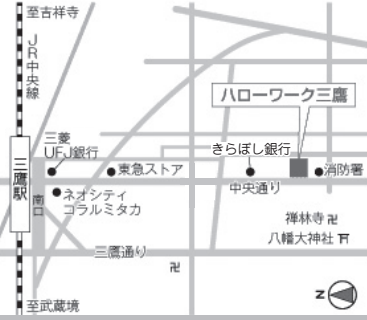 至吉祥寺
JR中央線
ハローワーク三鷹
三菱
UFJ銀行
きらぼし銀行
三鷹駅
東急ストア
消防署
中央通り
南口
ネオシティ
コラルミタカ
禅林寺卍
八幡大神社
三鷹通り
卍
至武蔵境
N